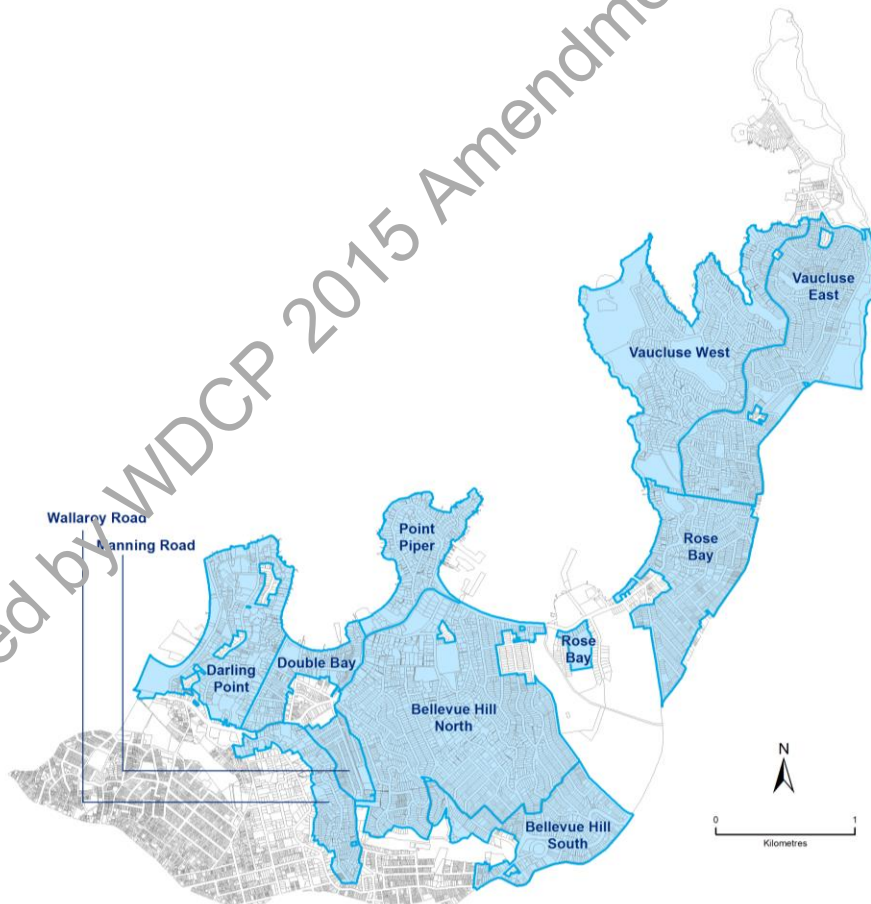 ed by WDCP 2015 Amendme
Vaucluse
East
Vaucluse West
Wallaroy Road
Manning Road
Point
Piper
Rose
Bay
Rose
Bay
Double Bay
Darling
Point
Bellevue Hill
North
Bellevue Hill
South
N
0
1
Kilometres